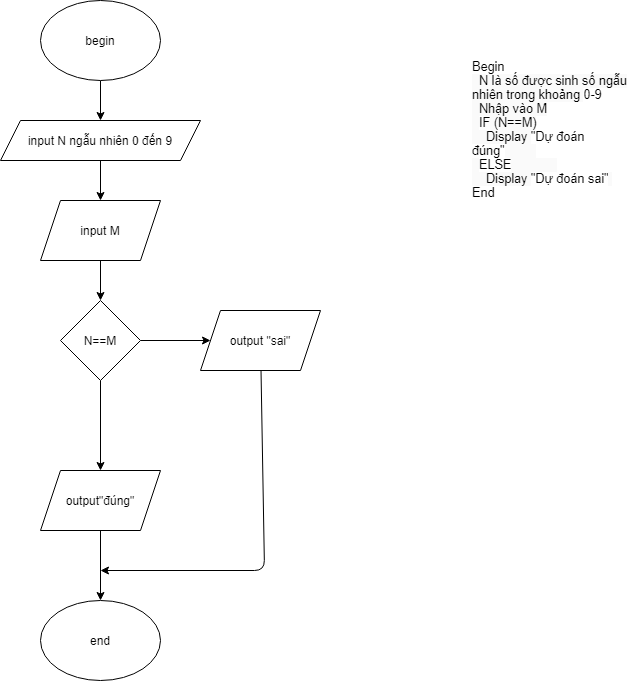 begin
input N ngẫu nhiên 0 đến 9
input M
N==M
output "sai"
output"đúng"
end
Begin
N là số được sinh số ngẫu
nhiên trong khoảng 0-9
Nhập vào M
IF (N==M)
Display "Dự đoán
đúng"
ELSE
Display "Dự đoán sai"
End